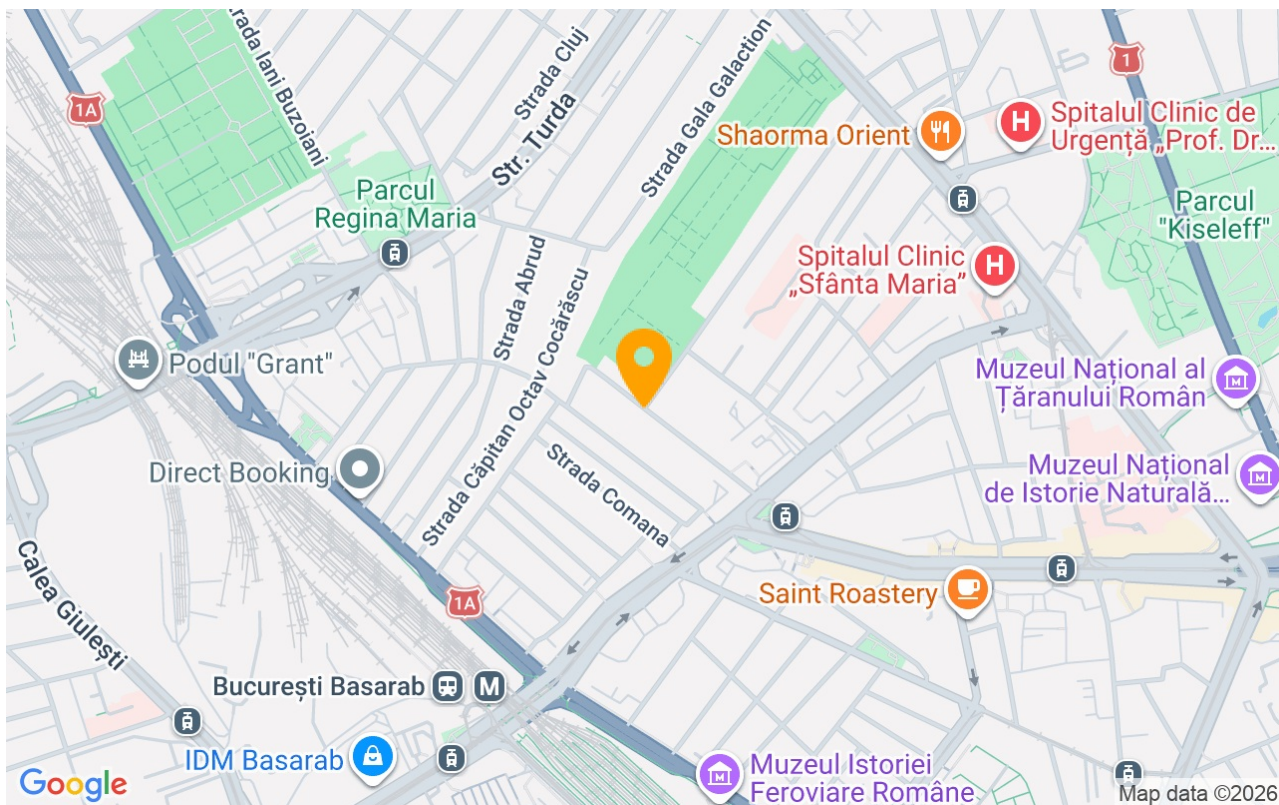 rada Iani Buzoianu
Strada Cluj
Str. Turda
Strada Gala Galaction
1
1A
Shaorma Orient
H
Spitalul Clinic de
Urgență „Prof. Dr...
Parcul
Regina Maria
Parcul
"Kiseleff"
Strada Abrud
Spitalul Clinic
„Sfânta Maria”
H
Strada Căpitan Octav Cocărăscu
Podul "Grant"
Muzeul Național al
Țăranului Român
M
Direct Booking
Muzeul Național
de Istorie Naturală...
M
Strada Comana
Calea Giulești
1A
Saint Roastery
București Basarab
M
IDM Basarab
Muzeul Istoriei
Feroviare Române
M
Google
Map data ©2026